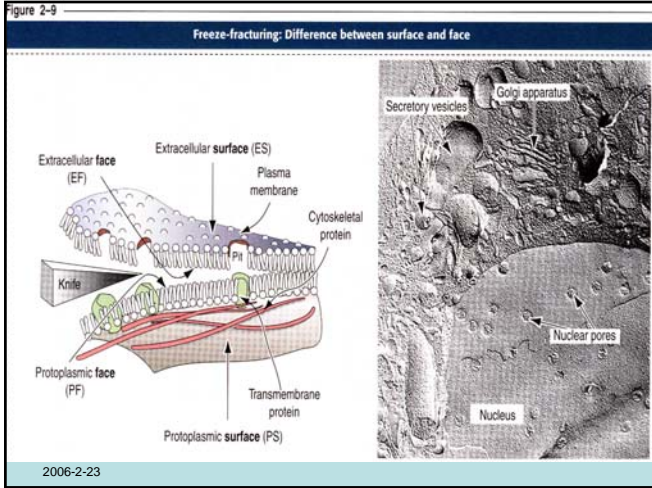 Figure 2–9
Freeze-fracturing: Difference between surface and face
Extracellular surface (ES)
Extracellular face
(EF)
Plasma
membrane
Cytoskeletal
protein
Pit
Knife
Protoplasmic face
(PF)
Transmembrane
protein
Protoplasmic surface (PS)
Secretory vesicles
Golgi apparatus
Nuclear pores
Nucleus
2006-2-23